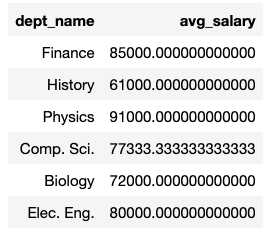 dept_name avg_salary
Finance 85000.000000000000
History 61000.000000000000
Physics 91000.000000000000
Comp. Sci. 77333.333333333333
Biology 72000.000000000000
Elec. Eng. 80000.000000000000